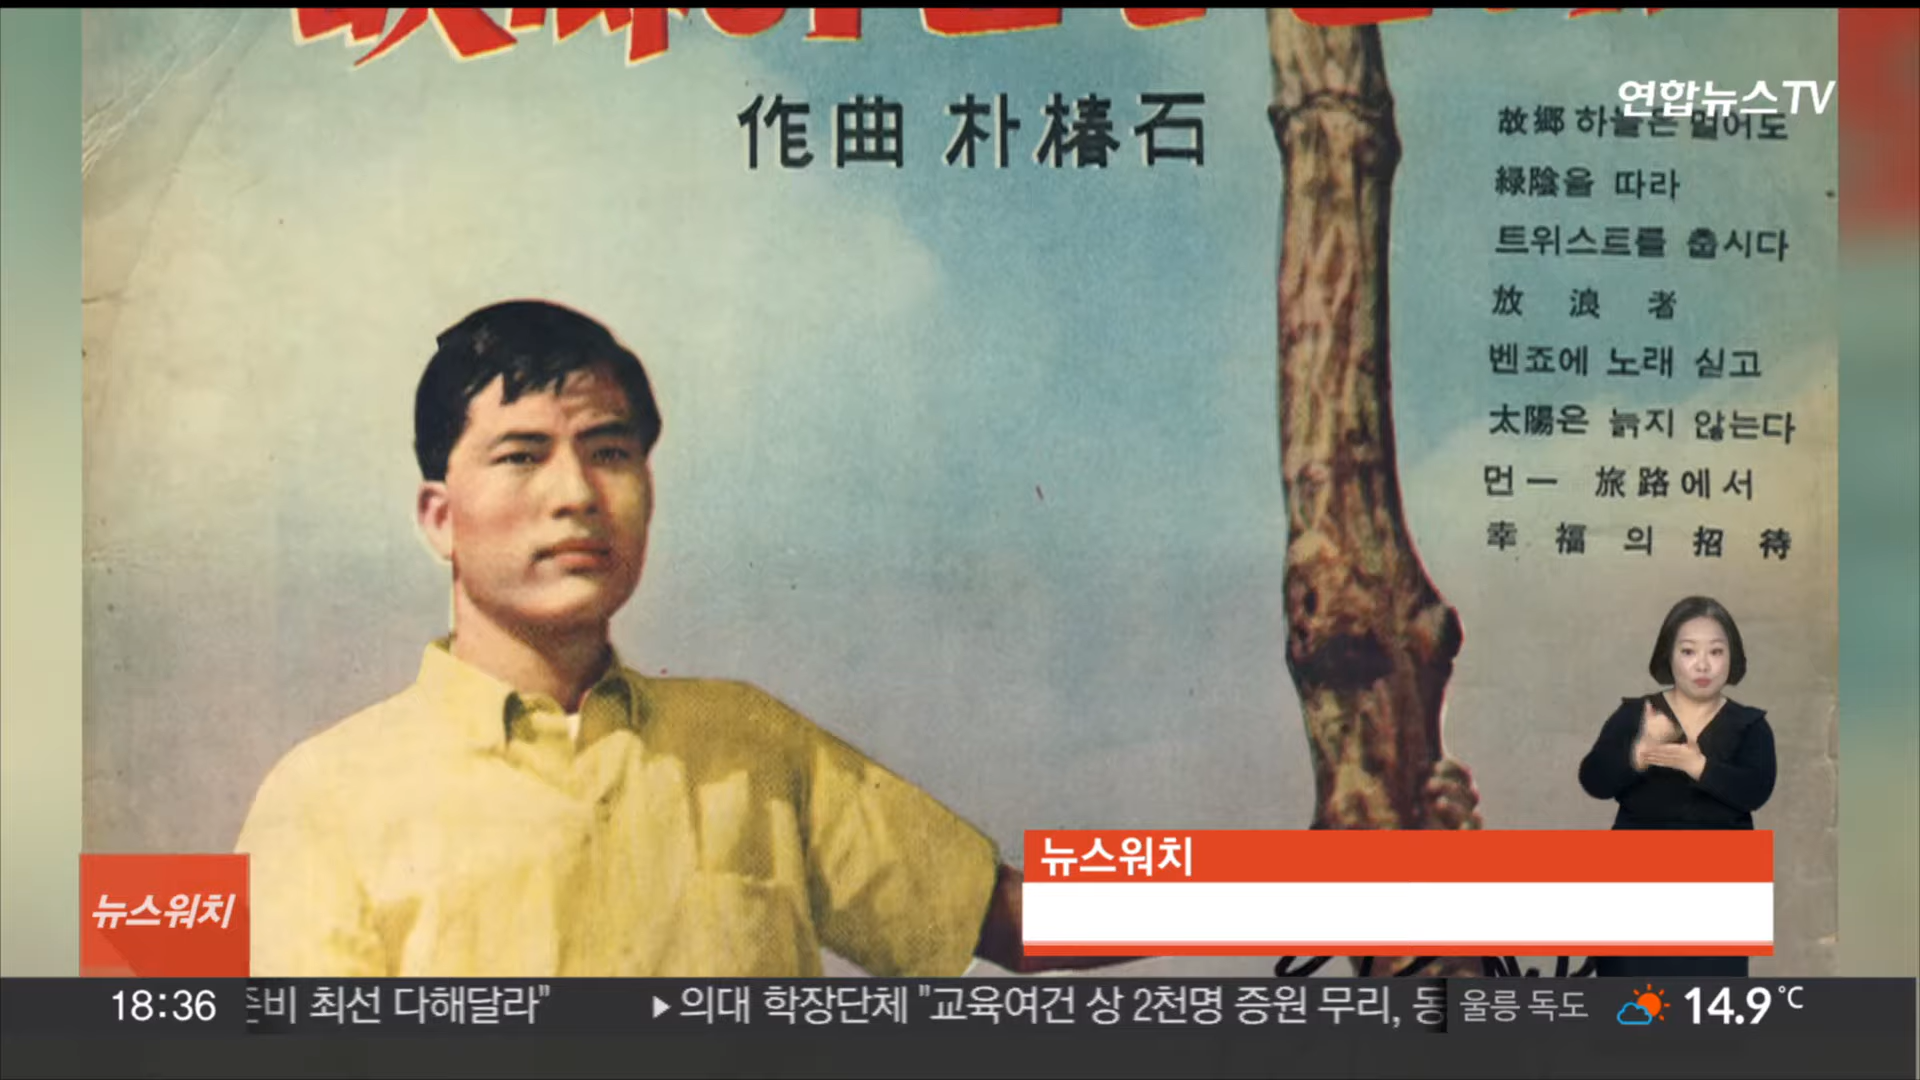 作曲 朴椿石
연합뉴스TV
故鄕 하늘은 멀어도
綠陰을 따라
트위스트를 춥시다
放浪者
벤죠에 노래 싣고
太陽은 늙지 않는다
먼一 旅路에서
幸福의 招待
뉴스워치
뉴스워치
18:36
준비 최선 다해달라"
▶의대 학장단체 "교육여건 상 2천명 증원 무리, 동
울릉 독도
14.9℃